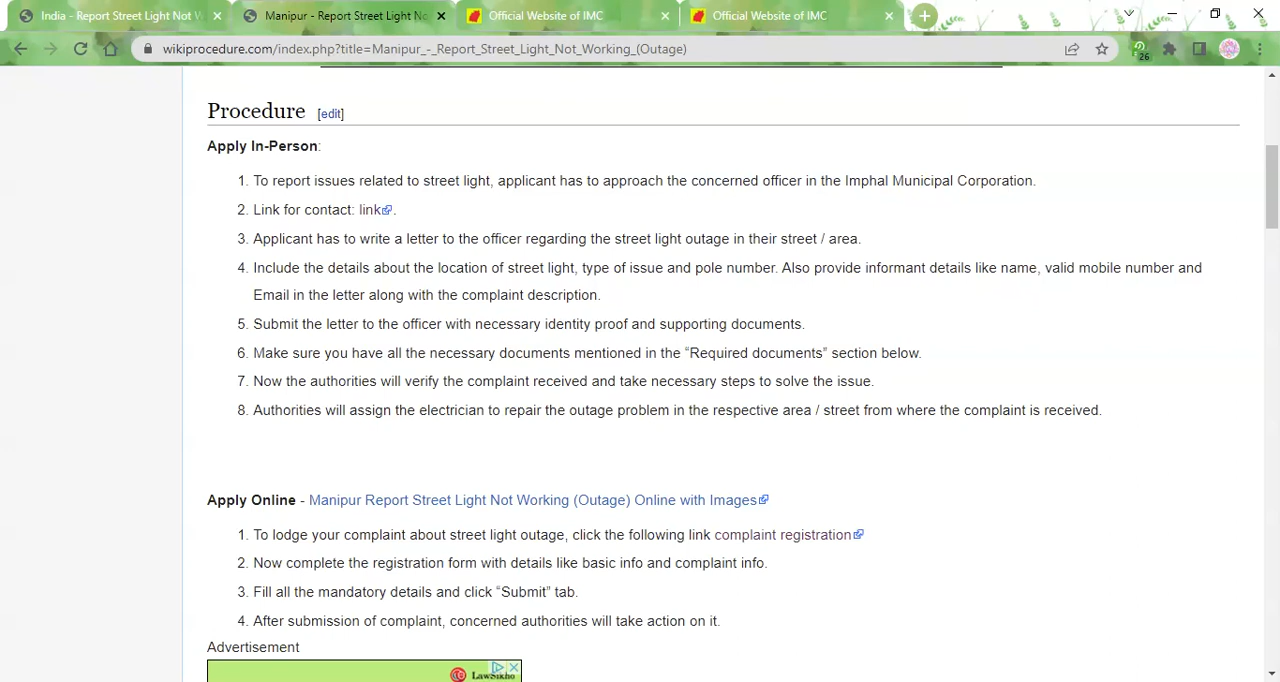 India - Report Street Light Not W
Manipur - Report Street Light No
Official Website of IMC
Official Website of IMC
wikiprocedure.com/index.php?title=Manipur_-_Report_Street_Light_Not_Working_(Outage)
26
Procedure [edit]
Apply In-Person:
1. To report issues related to street light, applicant has to approach the concerned officer in the Imphal Municipal Corporation.
2. Link for contact: link.
3. Applicant has to write a letter to the officer regarding the street light outage in their street / area.
4. Include the details about the location of street light, type of issue and pole number. Also provide informant details like name, valid mobile number and
Email in the letter along with the complaint description.
5. Submit the letter to the officer with necessary identity proof and supporting documents.
6. Make sure you have all the necessary documents mentioned in the “Required documents” section below.
7. Now the authorities will verify the complaint received and take necessary steps to solve the issue.
8. Authorities will assign the electrician to repair the outage problem in the respective area / street from where the complaint is received.
Apply Online - Manipur Report Street Light Not Working (Outage) Online with Images
1. To lodge your complaint about street light outage, click the following link complaint registration
2. Now complete the registration form with details like basic info and complaint info.
3. Fill all the mandatory details and click “Submit” tab.
4. After submission of complaint, concerned authorities will take action on it.
Advertisement
LawSikho